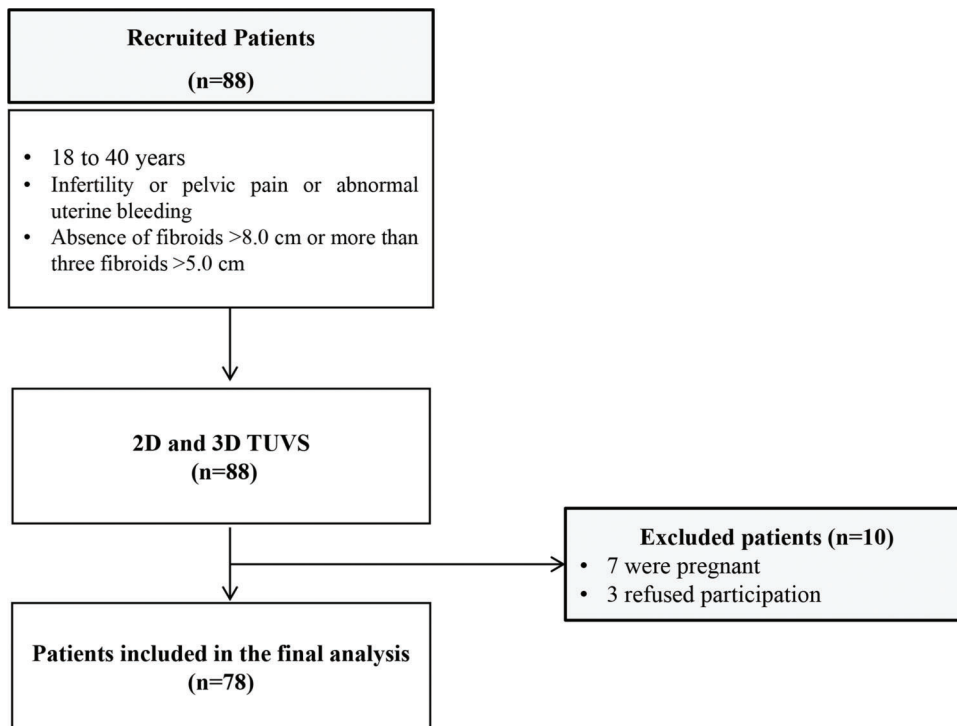 Recruited Patients
(n=88)
• 18 to 40 years
• Infertility or pelvic pain or abnormal
uterine bleeding
• Absence of fibroids >8.0 cm or more than
three fibroids >5.0 cm
2D and 3D TUVS
(n=88)
Excluded patients (n=10)
• 7 were pregnant
• 3 refused participation
Patients included in the final analysis
(n=78)